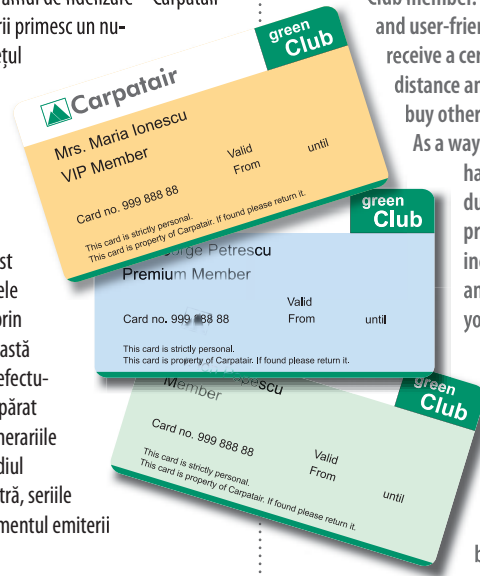 rii primesc un nu-
ețul
st
ele
prin
astă
efectu-
părat
nerariile
diul
tră, seriile
mentul emiterii
green
Club
Carpatair
Mrs. Maria Ionescu
VIP Member
Valid
From
until
Card no. 999 888 88
This card is strictly personal.
This card is property of Carpatair. If found please return it.
green
Club
Petrescu
Premium Member
Valid
From
until
Card no. 999 888 88
This card is strictly personal.
This card is property of Carpatair. If found please return it.
green
Club
Member
Card no. 999 888 88
Valid
From
until
This card is strictly personal.
This card is property of Carpatair. If found please return it.
Club member.
and user-frien
receive a cer
distance an
buy other
As a way
ha
du
pr
in
an
yo
b